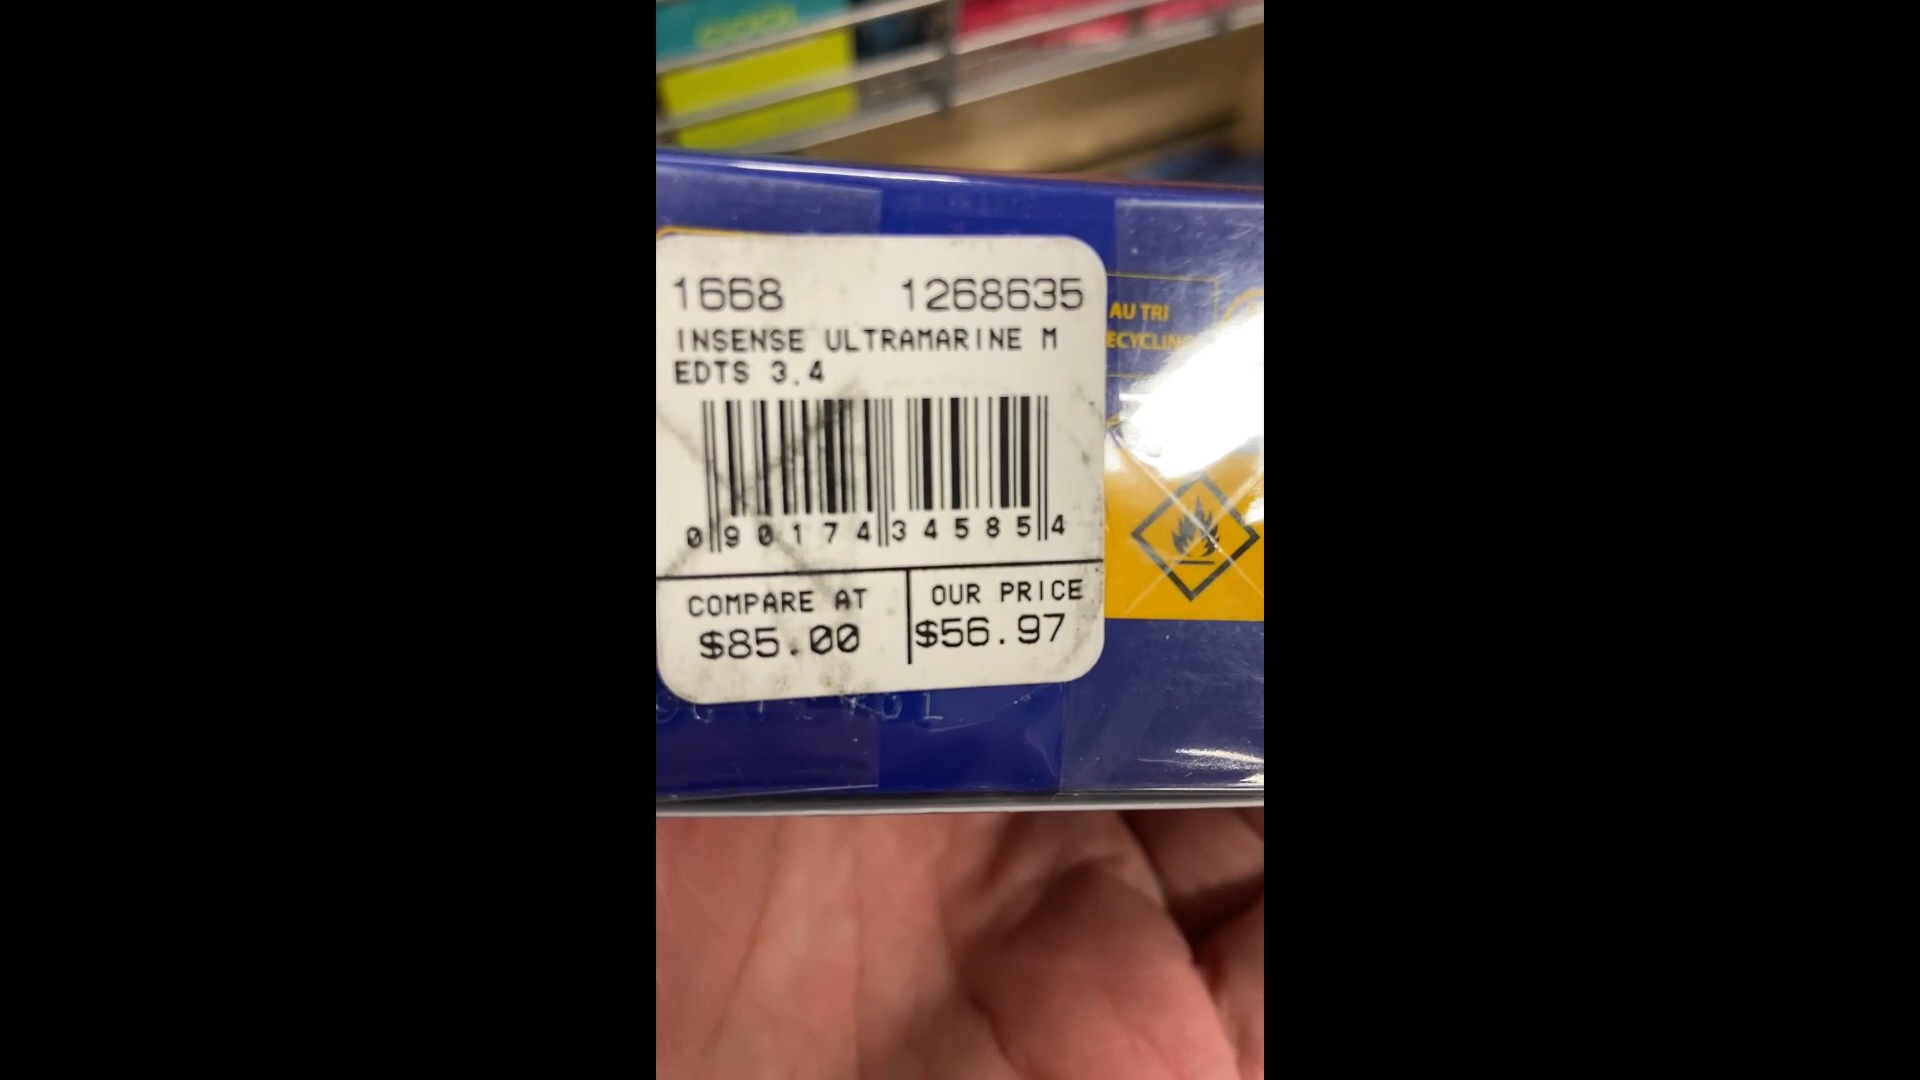 1668 1268635
INSENSE ULTRAMARINE M
EDTS 3.4
0 90174 34585 4
COMPARE AT OUR PRICE
$85.00 $56.97
AU TRI
ECYCLING